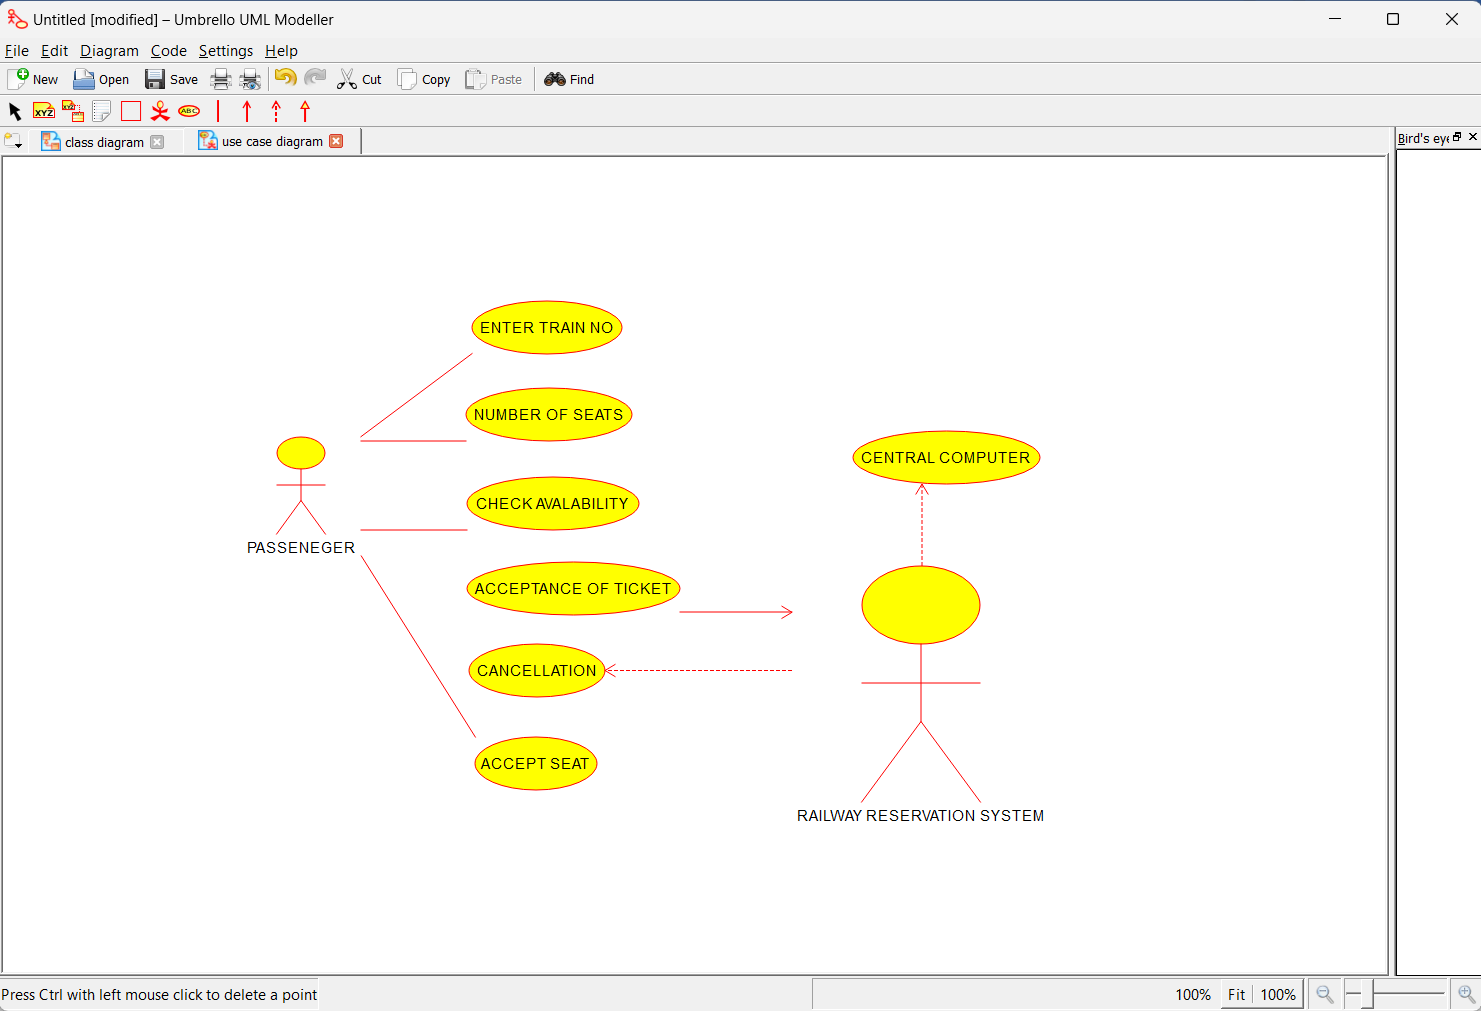 Untitled [modified] – Umbrello UML Modeller
File Edit Diagram Code Settings Help
New Open Save Cut Copy Paste Find
XYZ XYZ ABC
class diagram use case diagram Bird's eye
ENTER TRAIN NO
NUMBER OF SEATS
CENTRAL COMPUTER
CHECK AVALABILITY
PASSENEGER
ACCEPTANCE OF TICKET
CANCELLATION
ACCEPT SEAT
RAILWAY RESERVATION SYSTEM
Press Ctrl with left mouse click to delete a point 100% Fit 100%